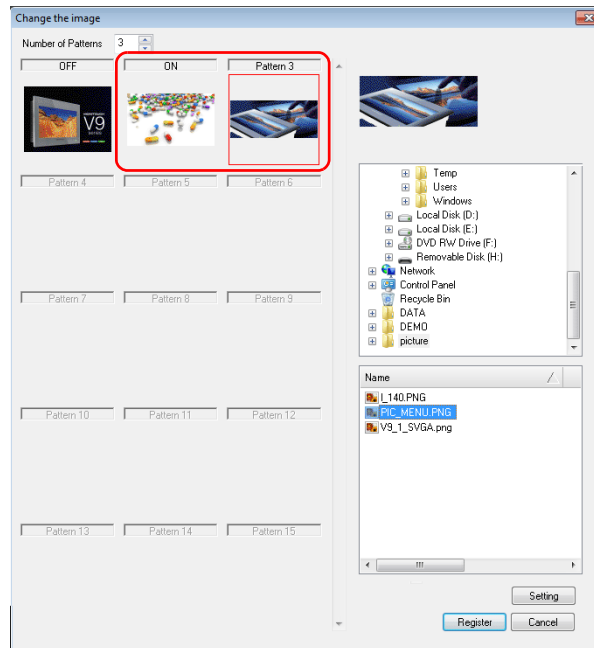 Change the image
Number of Patterns 3
OFF ON Pattern 3
V9
Pattern 4 Pattern 5 Pattern 6
Pattern 7 Pattern 8 Pattern 9
Pattern 10 Pattern 11 Pattern 12
Pattern 13 Pattern 14 Pattern 15
Temp
Users
Windows
Local Disk (D:)
Local Disk (E:)
DVD RW Drive (F:)
Removable Disk (H:)
Network
Control Panel
Recycle Bin
DATA
DEMO
picture
Name
I_140.PNG
PIC_MENU.PNG
V9_1_SVGA.png
Setting
Register Cancel